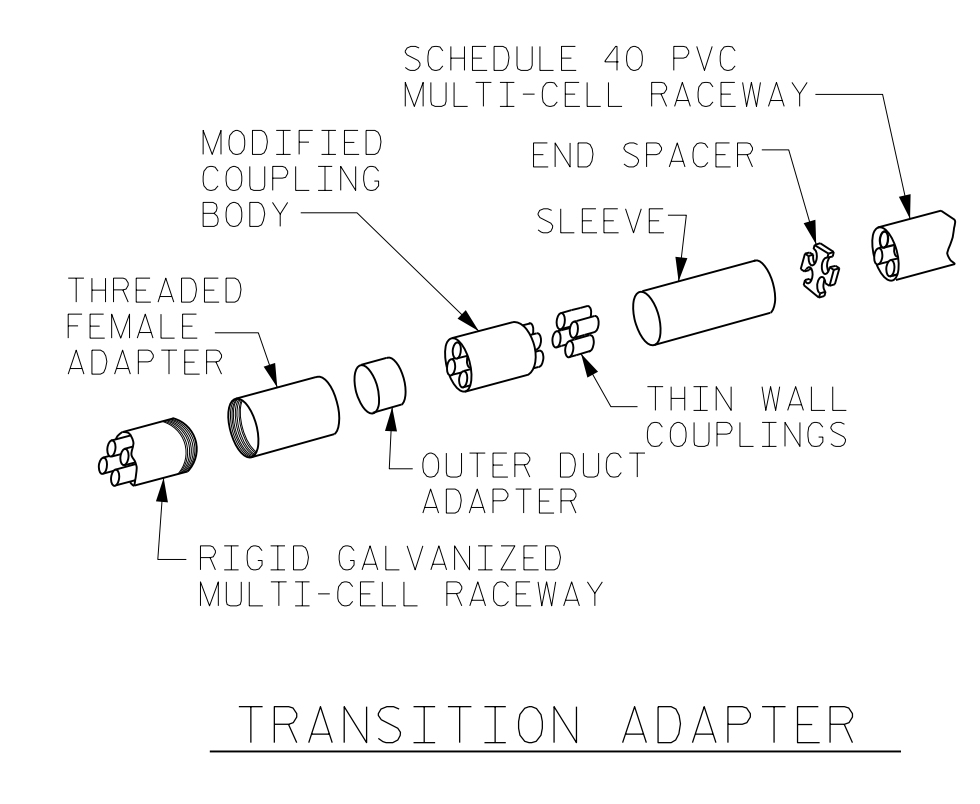 SCHEDULE 40 PVC
MULTI-CELL RACEWAY
MODIFIED
COUPLING
BODY
END SPACER
SLEEVE
THREADED
FEMALE
ADAPTER
THIN WALL
COUPLINGS
OUTER DUCT
ADAPTER
RIGID GALVANIZED
MULTI-CELL RACEWAY
TRANSITION ADAPTER